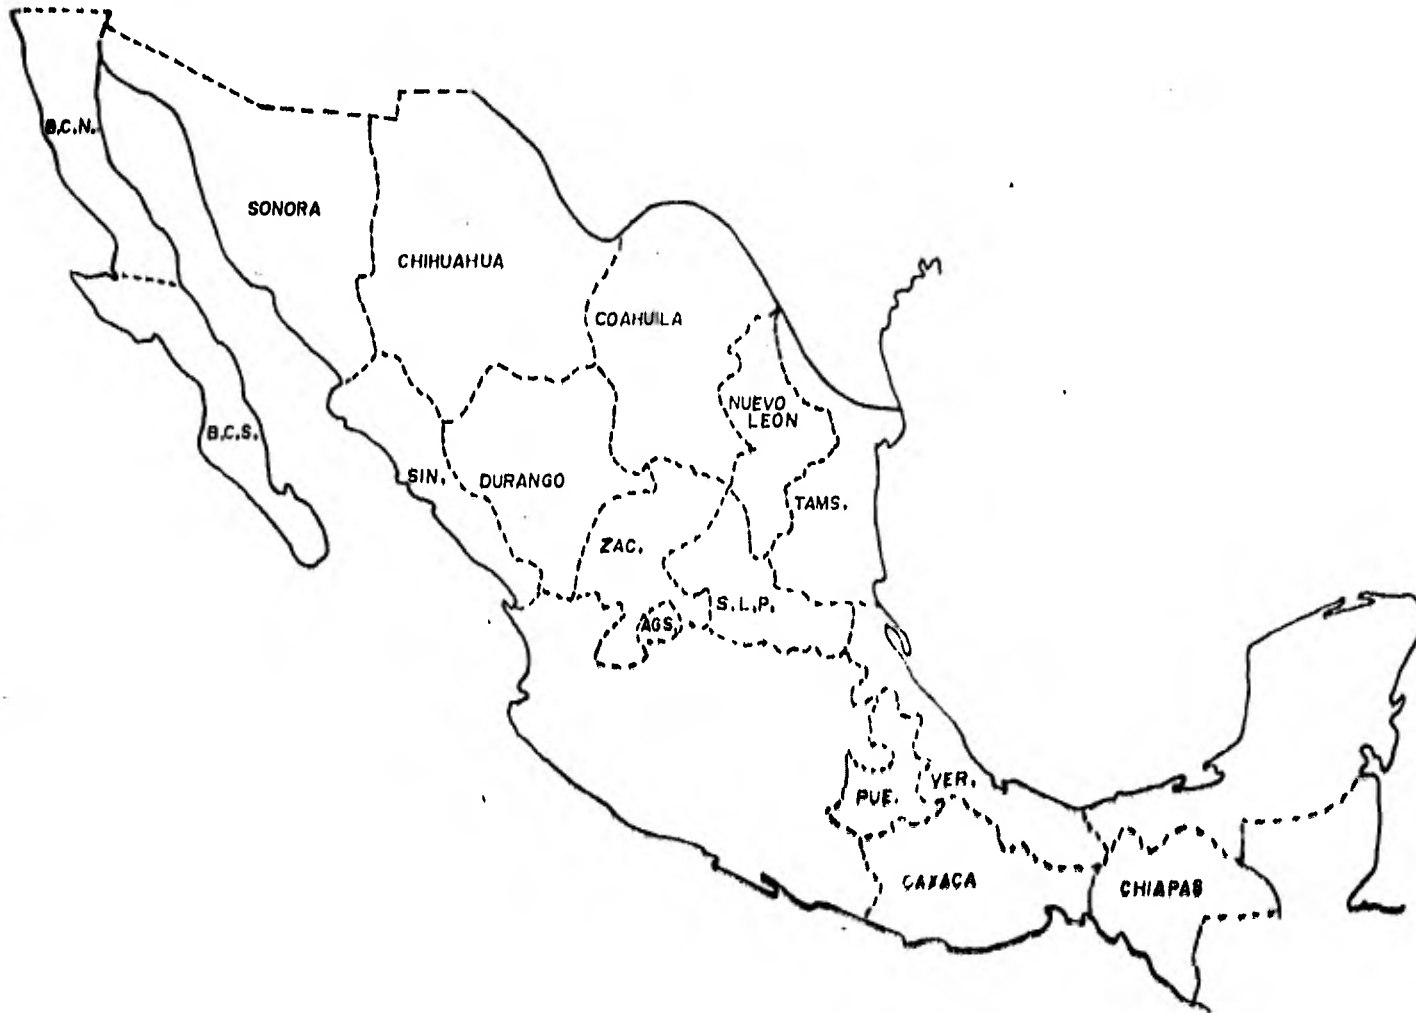 B.C.N.
SONORA
CHIHUAHUA
COAHUILA
NUEVO
LEON
B.C.S.
SIN.
DURANGO
TAMS.
ZAC.
S.L.P.
AGS.
VER.
PUE.
OAXACA
CHIAPAS